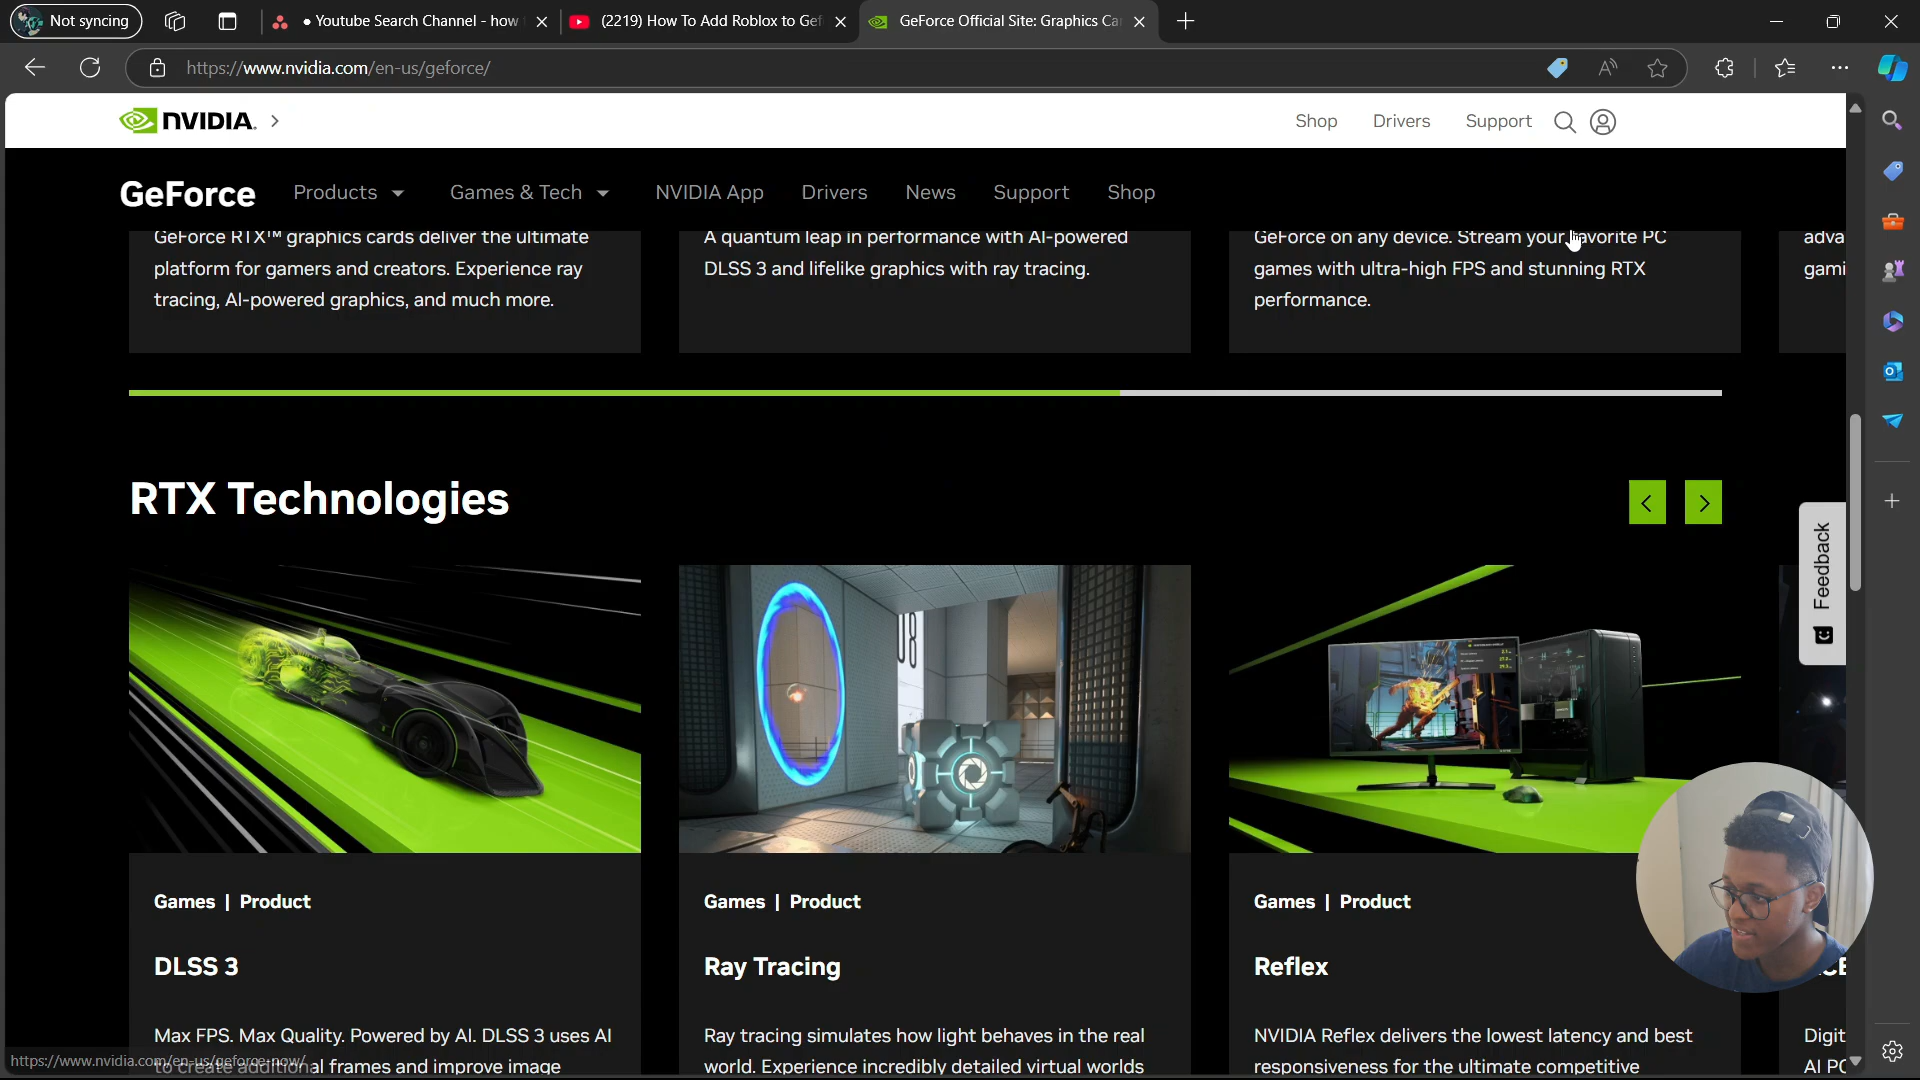 Not syncing
• Youtube Search Channel - how
(2219) How To Add Roblox to Gef
GeForce Official Site: Graphics Ca
https://www.nvidia.com/en-us/geforce/
NVIDIA.
Shop
Drivers
Support
GeForce
Products
Games & Tech
NVIDIA App
Drivers
News
Support
Shop
GeForce RTX™ graphics cards deliver the ultimate
platform for gamers and creators. Experience ray
tracing, AI-powered graphics, and much more.
A quantum leap in performance with AI-powered
DLSS 3 and lifelike graphics with ray tracing.
GeForce on any device. Stream your favorite PC
games with ultra-high FPS and stunning RTX
performance.
adva
gami
RTX Technologies
Feedback
Games | Product
DLSS 3
Max FPS. Max Quality. Powered by AI. DLSS 3 uses AI
to create additional frames and improve image
Games | Product
Ray Tracing
Ray tracing simulates how light behaves in the real
world. Experience incredibly detailed virtual worlds
Games | Product
Reflex
NVIDIA Reflex delivers the lowest latency and best
responsiveness for the ultimate competitive
Digit
AI PC
https://www.nvidia.com/en-us/geforce-now/